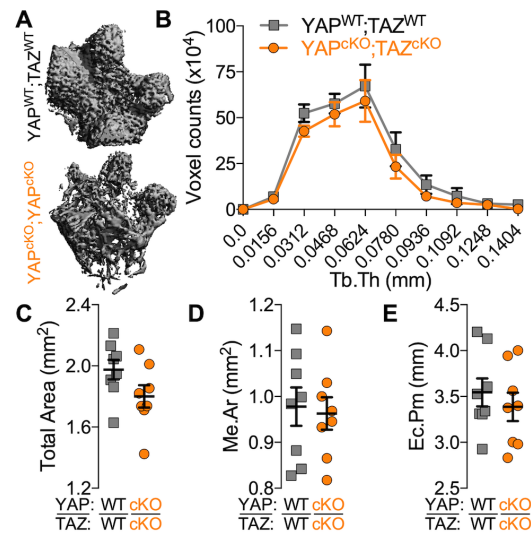 A
YAP^WT;TAZ^WT
YAP^cKO;YAP^cKO
B
YAP^WT;TAZ^WT
YAP^cKO;TAZ^cKO
Voxel counts (x10^4)
100
75
50
25
0
0.0
0.0156
0.0312
0.0468
0.0624
0.0780
0.0936
0.1092
0.1248
0.1404
Tb.Th (mm)
C
Total Area (mm²)
2.4
2.0
1.6
1.2
YAP: WT cKO
TAZ: WT cKO
D
Me.Ar (mm²)
1.2
1.1
1.0
0.9
0.8
YAP: WT cKO
TAZ: WT cKO
E
Ec.Pm (mm)
4.5
4.0
3.5
3.0
2.5
YAP: WT cKO
TAZ: WT cKO